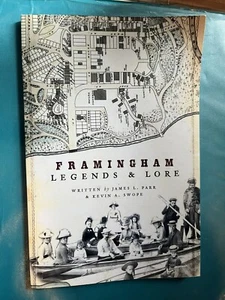 FRAMINGHAM
LEGENDS & LORE
WRITTEN by JAMES L. PARR
& KEVIN A. SWOPE